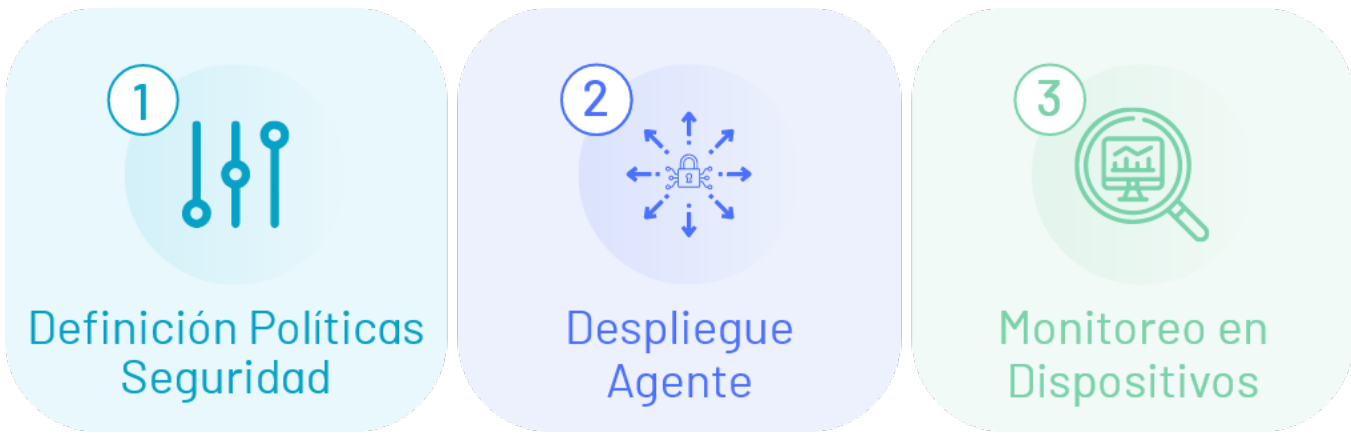 1
Definición Políticas
Seguridad
2
Despliegue
Agente
3
Monitoreo en
Dispositivos